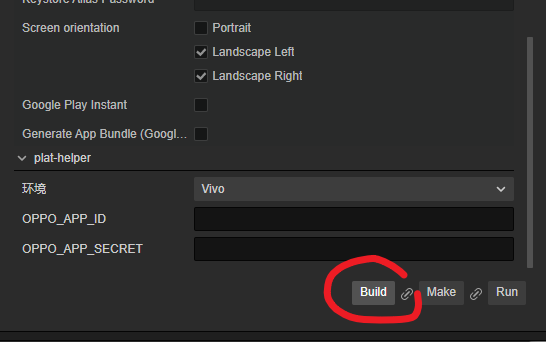 Keystore Alias Password
Screen orientation
Portrait
Landscape Left
Landscape Right
Google Play Instant
Generate App Bundle (Googl...
plat-helper
环境 Vivo
OPPO_APP_ID
OPPO_APP_SECRET
Build Make Run